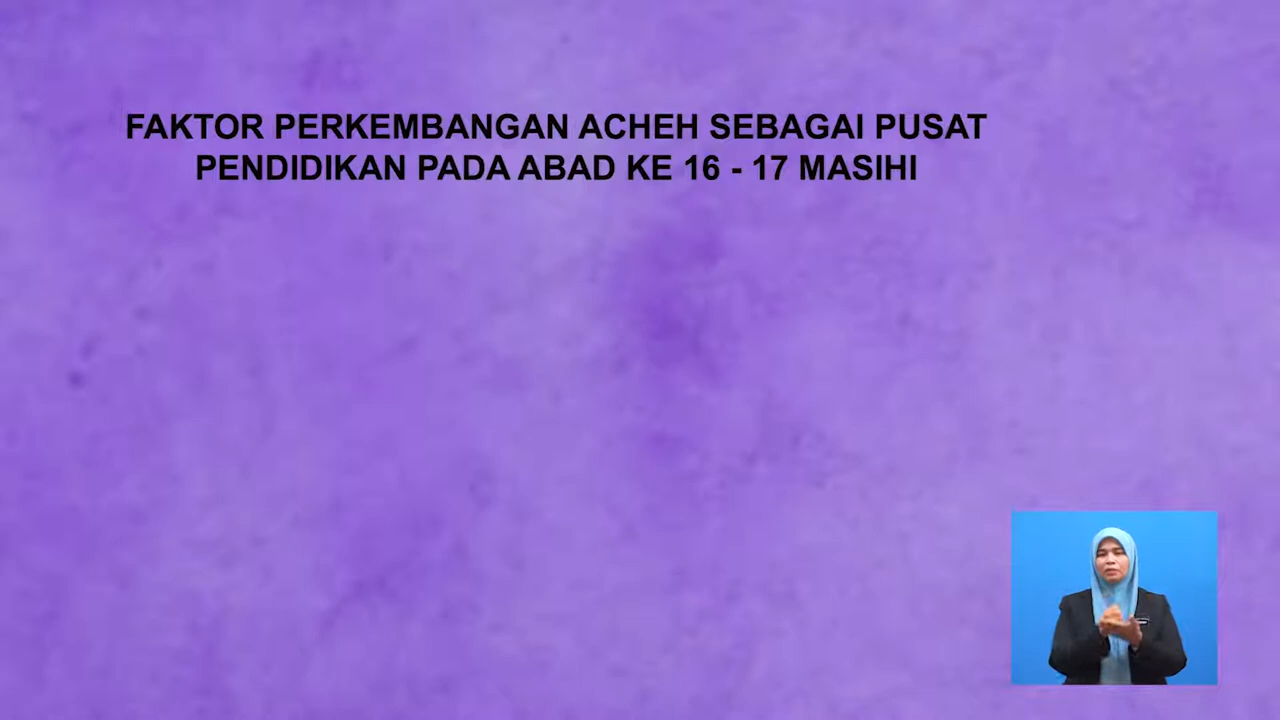 FAKTOR PERKEMBANGAN ACHEH SEBAGAI PUSAT
PENDIDIKAN PADA ABAD KE 16 - 17 MASIHI